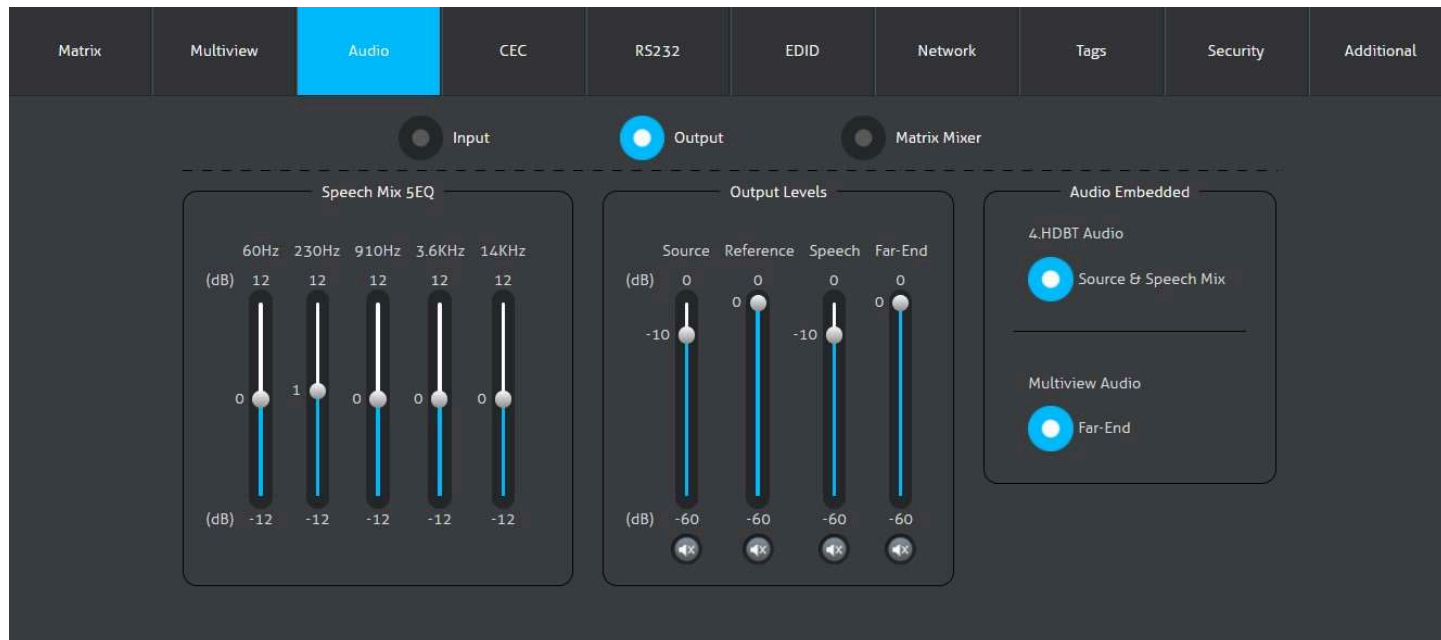 Matrix Multiview Audio CEC RS232 EDID Network Tags Security Additional
Input Output Matrix Mixer
Speech Mix 5EQ
60Hz 230Hz 910Hz 3.6KHz 14KHz
(dB) 12 12 12 12 12
1
0 0 0 0
(dB) -12 -12 -12 -12 -12
Output Levels
Source Reference Speech Far-End
(dB) 0 0 0 0
0 0
-10 -10
(dB) -60 -60 -60 -60
Audio Embedded
4.HDBT Audio
Source & Speech Mix
Multiview Audio
Far-End